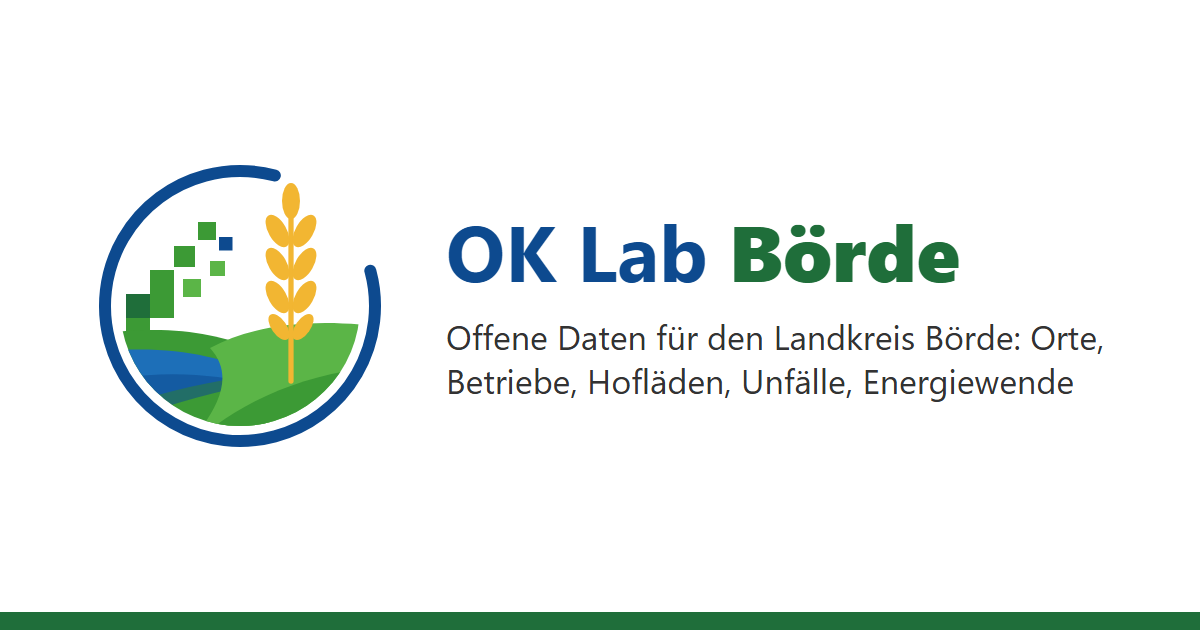 OK Lab Börde
Offene Daten für den Landkreis Börde: Orte,
Betriebe, Hofläden, Unfälle, Energiewende